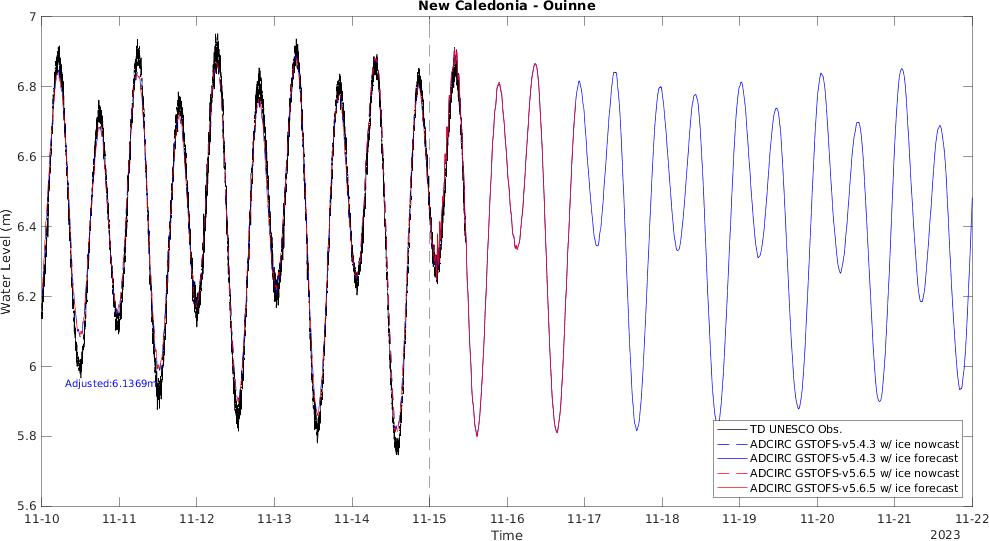 New Caledonia - Ouinne
7
6.8
6.6
6.4
6.2
6
5.8
5.6
Water Level (m)
Adjusted:6.1369m
TD UNESCO Obs.
ADCIRC GSTOFS-v5.4.3 w/ ice nowcast
ADCIRC GSTOFS-v5.4.3 w/ ice forecast
ADCIRC GSTOFS-v5.6.5 w/ ice nowcast
ADCIRC GSTOFS-v5.6.5 w/ ice forecast
11-10 11-11 11-12 11-13 11-14 11-15 11-16 11-17 11-18 11-19 11-20 11-21 11-22
Time
2023